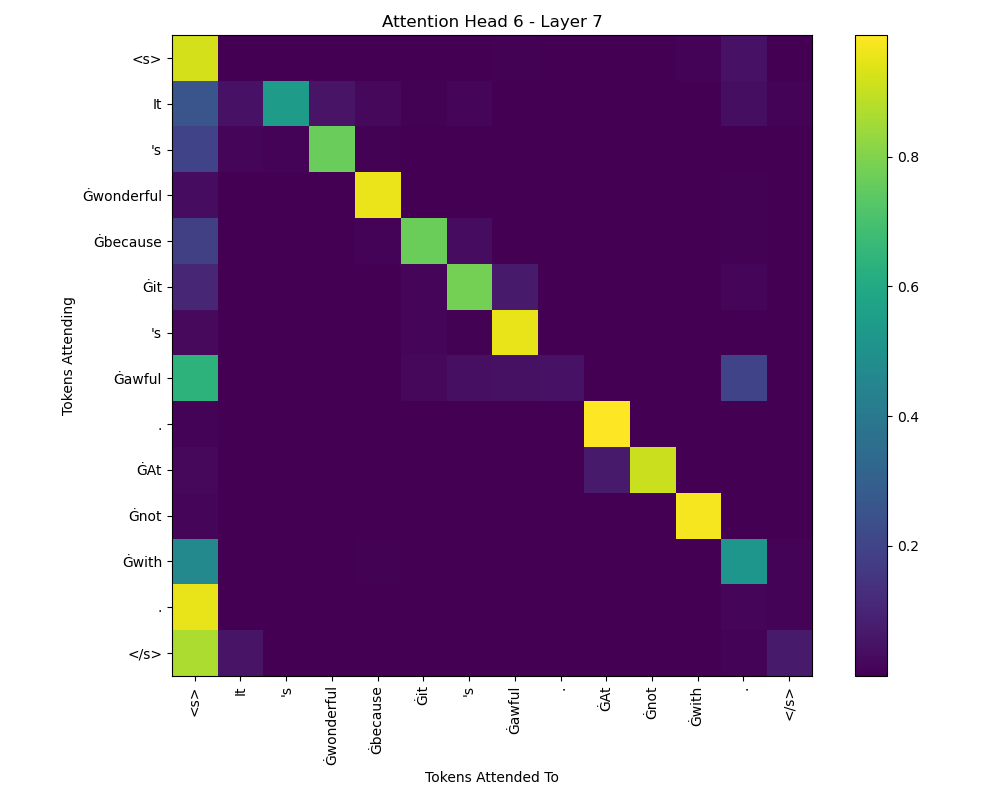 Attention Head 6 - Layer 7
Tokens Attending
<s>
It
's
Ġwonderful
Ġbecause
Ġit
's
Ġawful
.
ĠAt
Ġnot
Ġwith
.
</s>
<s>
It
's
Ġwonderful
Ġbecause
Ġit
's
Ġawful
.
ĠAt
Ġnot
Ġwith
.
</s>
Tokens Attended To
0.8
0.6
0.4
0.2